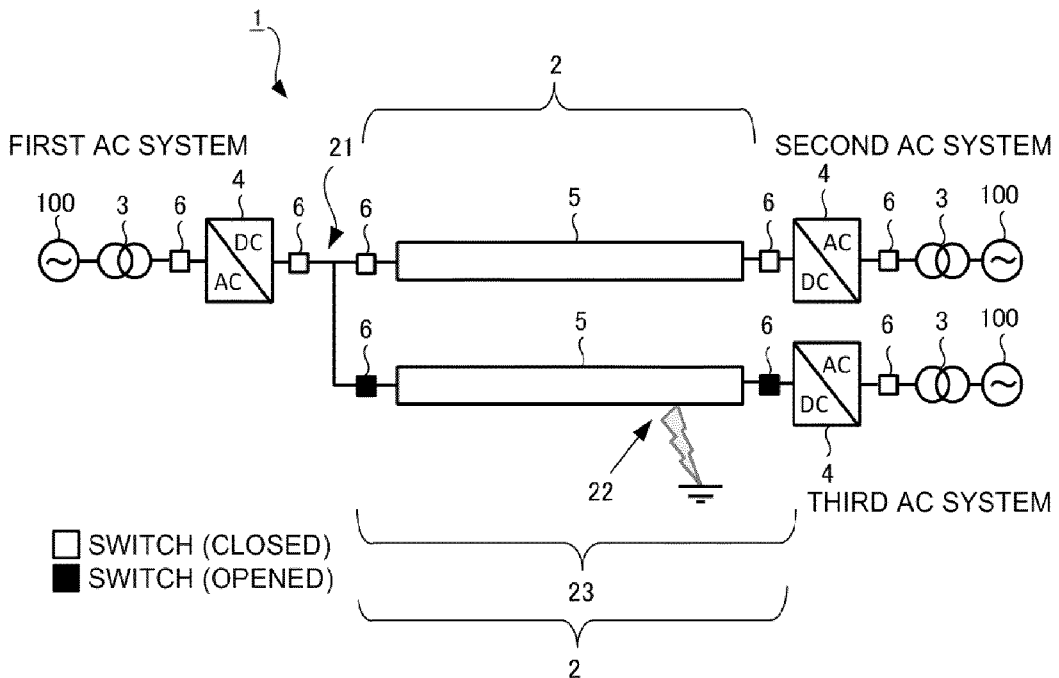 1
2
FIRST AC SYSTEM
21
SECOND AC SYSTEM
100 3 6 4 6 6 5 6 4 6 3 100
DC
AC
AC
DC
6 5 6 6 3 100
AC
DC
22
4
THIRD AC SYSTEM
SWITCH (CLOSED)
SWITCH (OPENED)
23
2